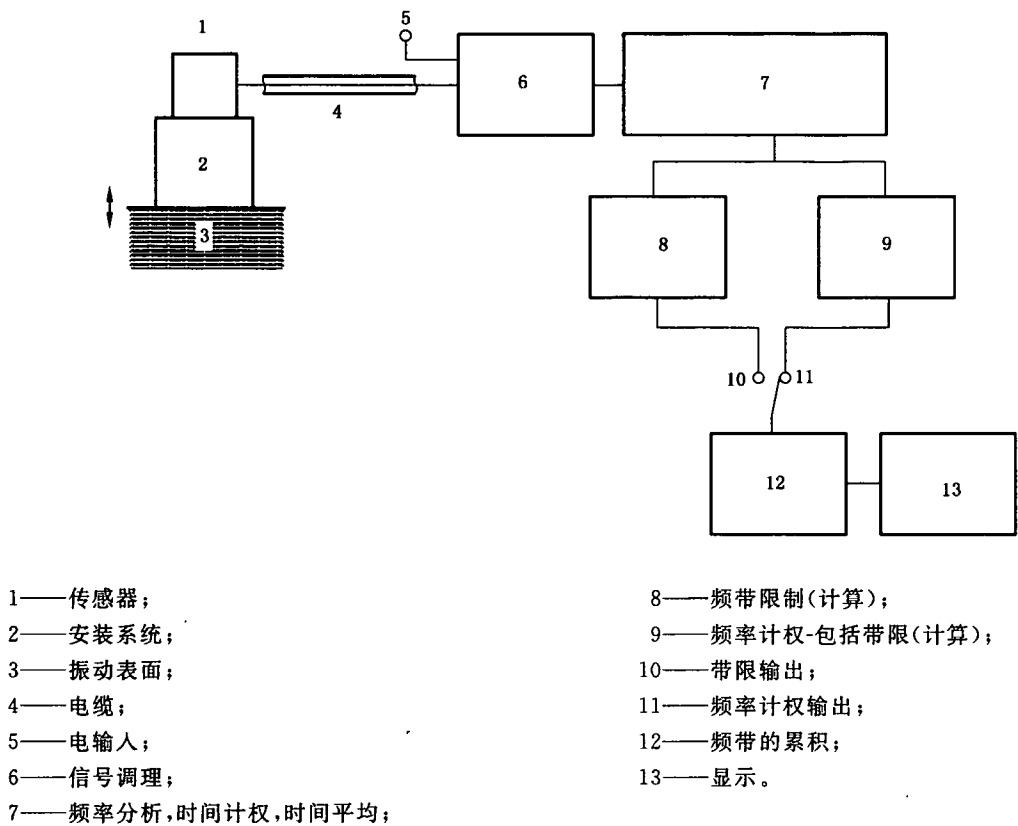 1
5
6
7
4
2
3
8
9
10
11
12
13
1——传感器；
2——安装系统；
3——振动表面；
4——电缆；
5——电输人；
6——信号调理；
7——频率分析,时间计权,时间平均；
8——频带限制(计算)；
9——频率计权-包括带限(计算)；
10——带限输出；
11——频率计权输出；
12——频带的累积；
13——显示。